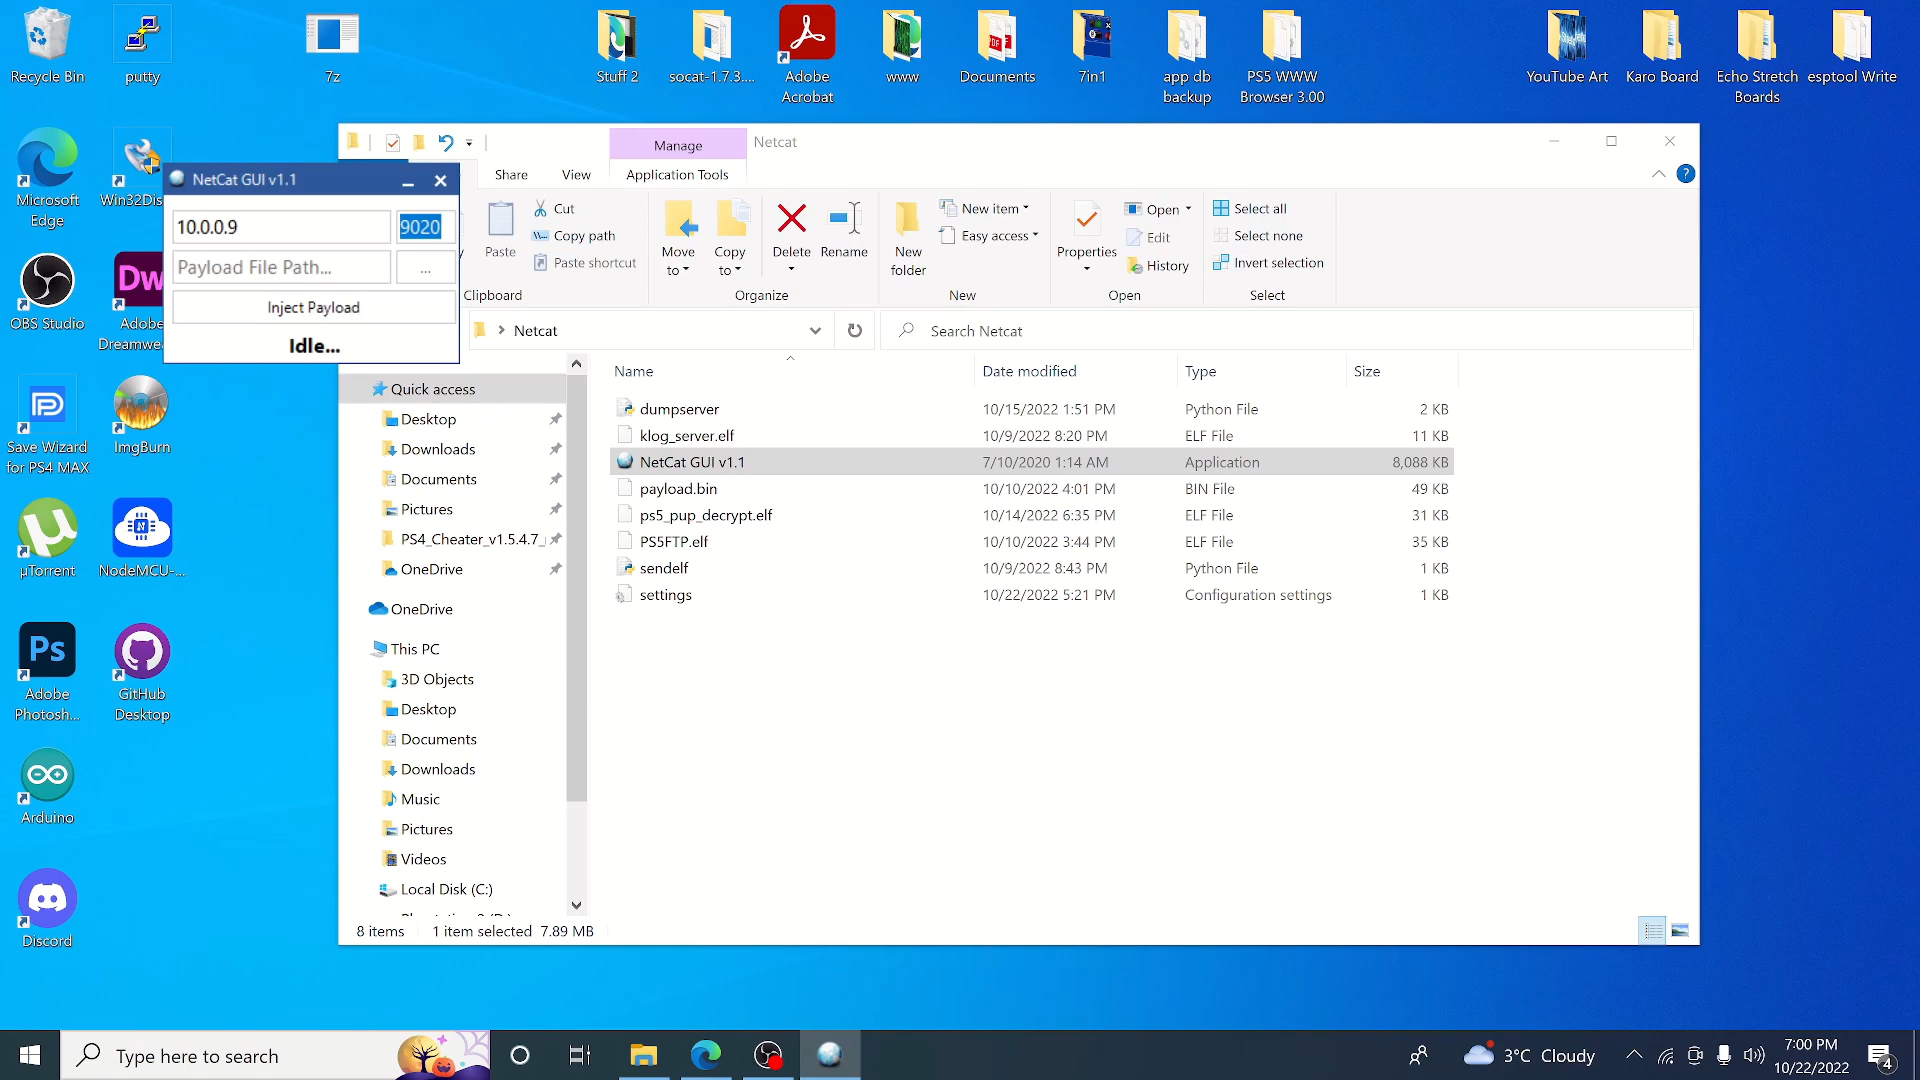 Recycle Bin
putty
7z
Stuff 2
socat-1.7.3....
Adobe
Acrobat
www
Documents
7in1
app db
backup
PS5 WWW
Browser 3.00
YouTube Art
Karo Board
Echo Stretch
Boards
esptool Write
Microsoft
Edge
Win32Dis
OBS Studio
Adobe
Dreamwe
Save Wizard
for PS4 MAX
ImgBurn
µTorrent
NodeMCU-...
Adobe
Photosh...
GitHub
Desktop
Arduino
Discord
NetCat GUI v1.1
10.0.0.9
9020
Payload File Path...
...
Inject Payload
Idle...
Manage
Netcat
Share
View
Application Tools
Paste
Cut
Copy path
Paste shortcut
Clipboard
Move
to
Copy
to
Delete
Rename
Organize
New
folder
New item
Easy access
New
Properties
Open
Edit
History
Open
Select all
Select none
Invert selection
Select
Netcat
Search Netcat
Name
Date modified
Type
Size
dumpserver 10/15/2022 1:51 PM Python File 2 KB
klog_server.elf 10/9/2022 8:20 PM ELF File 11 KB
NetCat GUI v1.1 7/10/2020 1:14 AM Application 8,088 KB
payload.bin 10/10/2022 4:01 PM BIN File 49 KB
ps5_pup_decrypt.elf 10/14/2022 6:35 PM ELF File 31 KB
PS5FTP.elf 10/10/2022 3:44 PM ELF File 35 KB
sendelf 10/9/2022 8:43 PM Python File 1 KB
settings 10/22/2022 5:21 PM Configuration settings 1 KB
Quick access
Desktop
Downloads
Documents
Pictures
PS4_Cheater_v1.5.4.7_
OneDrive
OneDrive
This PC
3D Objects
Desktop
Documents
Downloads
Music
Pictures
Videos
Local Disk (C:)
8 items
1 item selected 7.89 MB
Type here to search
3°C Cloudy
7:00 PM
10/22/2022
4